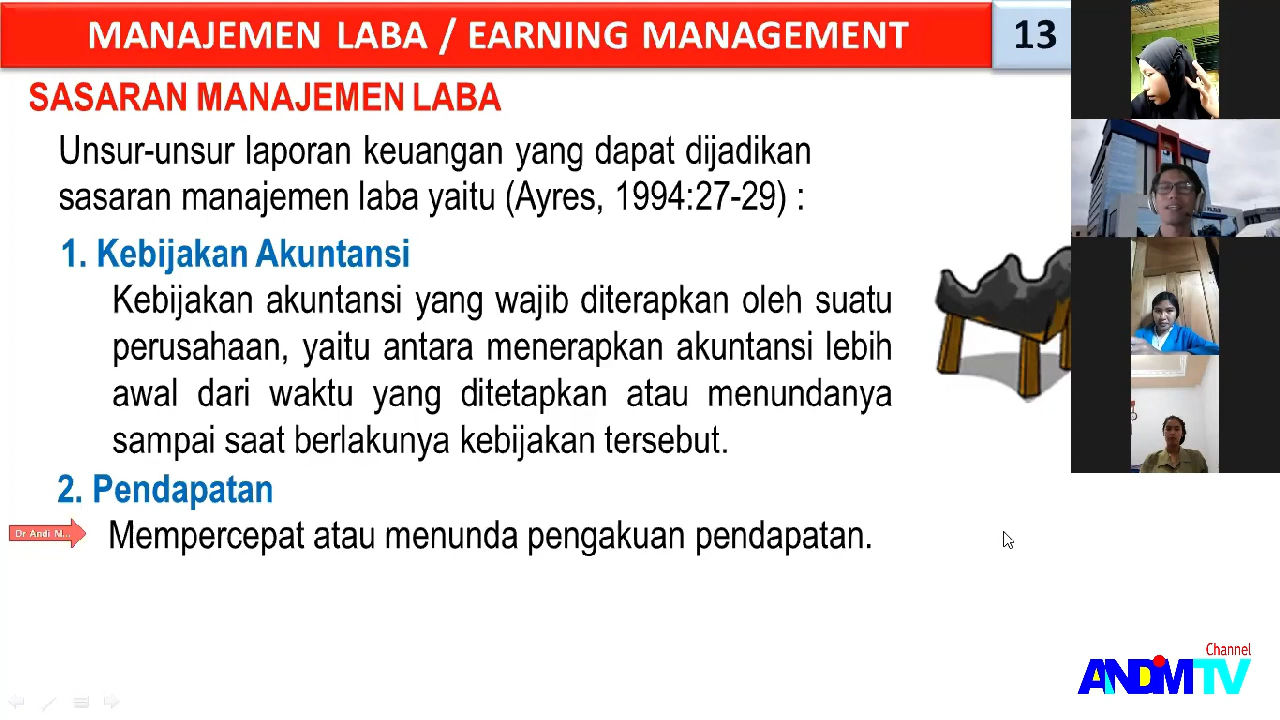 MANAJEMEN LABA / EARNING MANAGEMENT
13
SASARAN MANAJEMEN LABA
Unsur-unsur laporan keuangan yang dapat dijadikan
sasaran manajemen laba yaitu (Ayres, 1994:27-29) :
1. Kebijakan Akuntansi
Kebijakan akuntansi yang wajib diterapkan oleh suatu
perusahaan, yaitu antara menerapkan akuntansi lebih
awal dari waktu yang ditetapkan atau menundanya
sampai saat berlakunya kebijakan tersebut.
2. Pendapatan
Dr Andi N...
Mempercepat atau menunda pengakuan pendapatan.
Channel
ANDIMTV